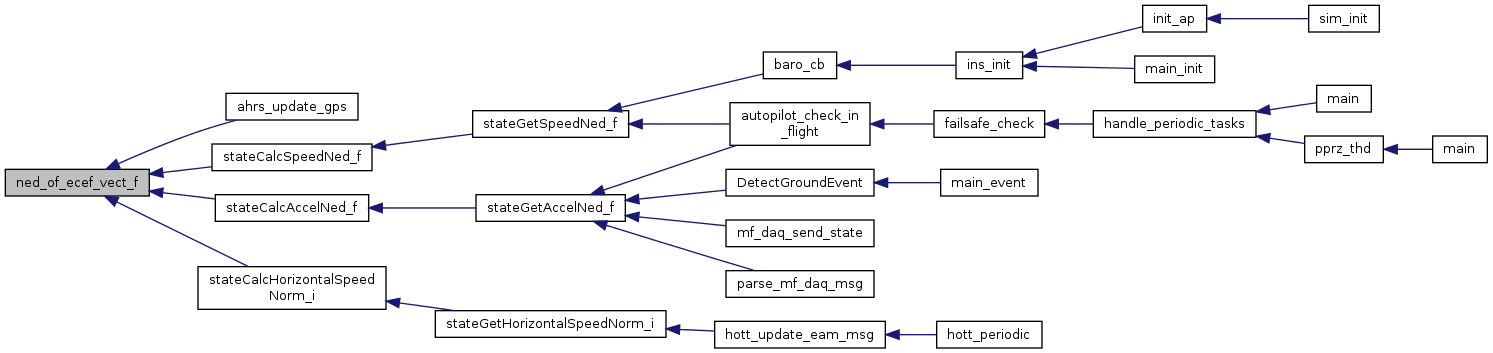 init_ap
sim_init
baro_cb
ins_init
main_init
ahrs_update_gps
stateGetSpeedNed_f
autopilot_check_in
_flight
failsafe_check
handle_periodic_tasks
main
pprz_thd
main
stateCalcSpeedNed_f
ned_of_ecef_vect_f
DetectGroundEvent
main_event
stateCalcAccelNed_f
stateGetAccelNed_f
mf_daq_send_state
parse_mf_daq_msg
stateCalcHorizontalSpeed
Norm_i
stateGetHorizontalSpeedNorm_i
hott_update_eam_msg
hott_periodic